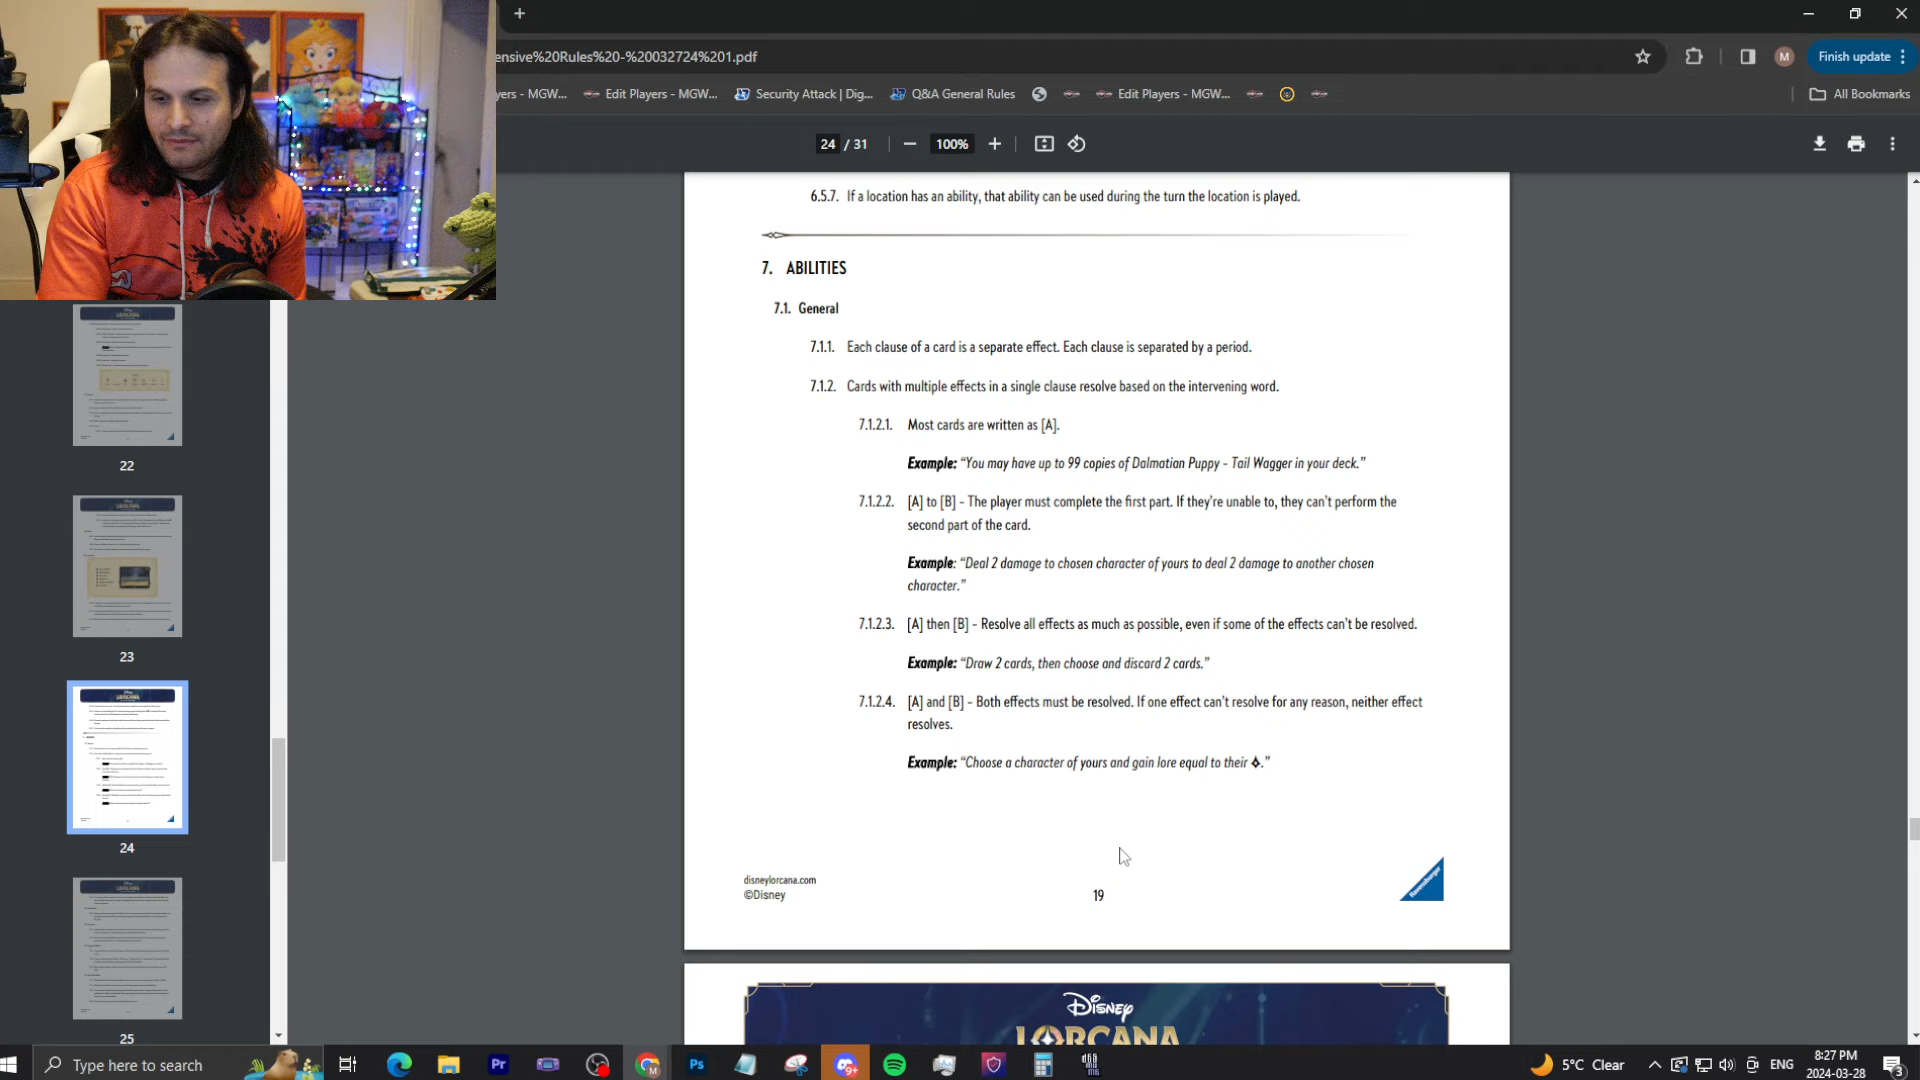 ensive%20Rules%20-%20032724%201.pdf
M
Finish update
yers - MGW...
Edit Players - MGW...
Security Attack | Dig...
Q&A General Rules
Edit Players - MGW...
All Bookmarks
24 / 31
100%
6.5.7. If a location has an ability, that ability can be used during the turn the location is played.
7. ABILITIES
7.1. General
7.1.1. Each clause of a card is a separate effect. Each clause is separated by a period.
7.1.2. Cards with multiple effects in a single clause resolve based on the intervening word.
7.1.2.1. Most cards are written as [A].
Example: “You may have up to 99 copies of Dalmatian Puppy – Tail Wagger in your deck.”
7.1.2.2. [A] to [B] – The player must complete the first part. If they're unable to, they can't perform the
second part of the card.
Example: “Deal 2 damage to chosen character of yours to deal 2 damage to another chosen
character.”
7.1.2.3. [A] then [B] – Resolve all effects as much as possible, even if some of the effects can't be resolved.
Example: “Draw 2 cards, then choose and discard 2 cards.”
7.1.2.4. [A] and [B] – Both effects must be resolved. If one effect can't resolve for any reason, neither effect
resolves.
Example: “Choose a character of yours and gain lore equal to their .”
disneylorcana.com
©Disney
19
Ravensburger
Disney
LORCANA
22
23
24
25
Type here to search
Pr
M
Ps
9+
5°C Clear
ENG
8:27 PM
2024-03-28
3